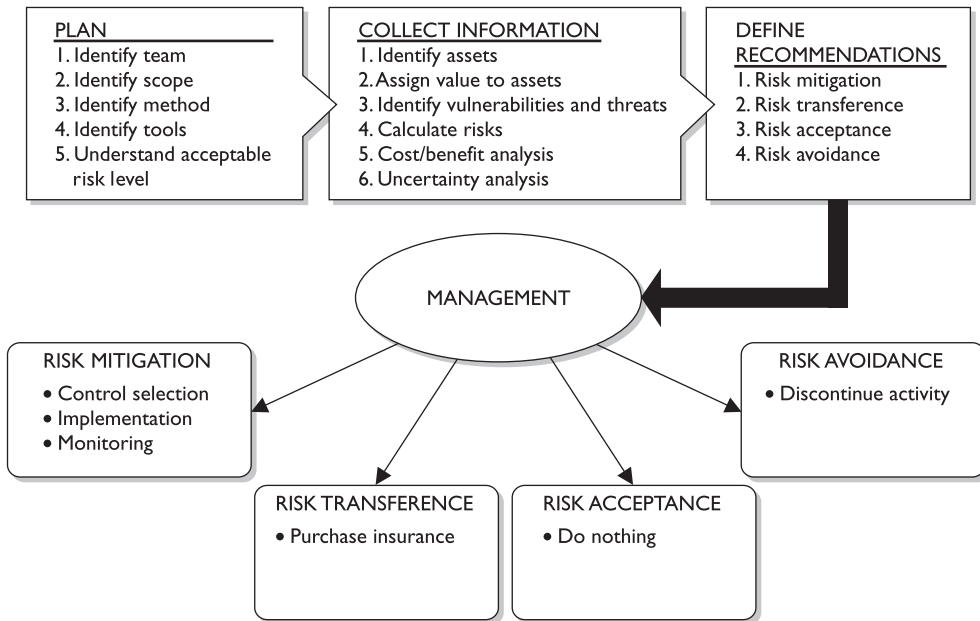 PLAN
1. Identify team
2. Identify scope
3. Identify method
4. Identify tools
5. Understand acceptable
risk level
COLLECT INFORMATION
1. Identify assets
2. Assign value to assets
3. Identify vulnerabilities and threats
4. Calculate risks
5. Cost/benefit analysis
6. Uncertainty analysis
DEFINE
RECOMMENDATIONS
1. Risk mitigation
2. Risk transference
3. Risk acceptance
4. Risk avoidance
MANAGEMENT
RISK MITIGATION
• Control selection
• Implementation
• Monitoring
RISK TRANSFERENCE
• Purchase insurance
RISK ACCEPTANCE
• Do nothing
RISK AVOIDANCE
• Discontinue activity